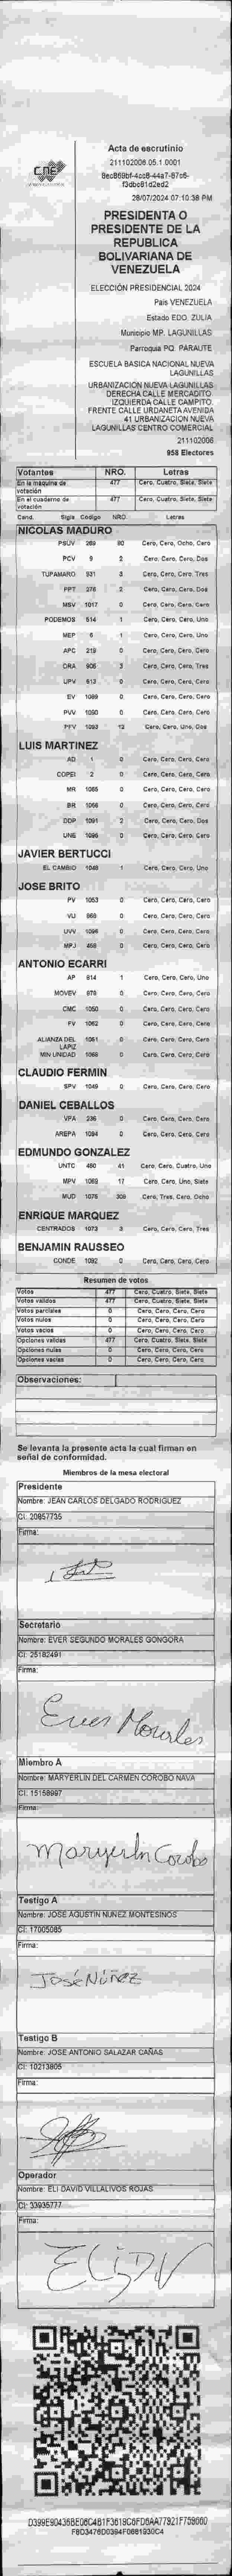 CNE
Acta de escrutinio
211102006.05.1.0001
28/07/2024 07:10:38 PM
PRESIDENTA O
PRESIDENTE DE LA
REPUBLICA
BOLIVARIANA DE
VENEZUELA
ELECCIÓN PRESIDENCIAL 2024
País VENEZUELA
Estado EDO. ZULIA
Municipio MP. LAGUNILLAS
Parroquia PQ. PARAUTE
ESCUELA BASICA NACIONAL NUEVA
LAGUNILLAS
URBANIZACIÓN NUEVA LAGUNILLAS
DERECHA CALLE MERCADITO.
IZQUIERDA CALLE CAMPITO.
FRENTE CALLE URDANETA AVENIDA
41 URBANIZACION NUEVA
LAGUNILLAS CENTRO COMERCIAL
211102006
958 Electores
Votantes NRO. Letras
En la máquina de votación 477 Cero, Cuatro, Siete, Siete
En el cuaderno de votación 477 Cero, Cuatro, Siete, Siete
Cand. Sigla Código NRO. Letras
NICOLAS MADURO
PSUV 269 80 Cero, Cero, Ocho, Cero
PCV 9 2 Cero, Cero, Cero, Dos
TUPAMARO 931 3 Cero, Cero, Cero, Tres
PPT 276 2 Cero, Cero, Cero, Dos
MSV 1017 0 Cero, Cero, Cero, Cero
PODEMOS 514 1 Cero, Cero, Cero, Uno
MEP 6 1 Cero, Cero, Cero, Uno
APC 219 0 Cero, Cero, Cero, Cero
ORA 906 3 Cero, Cero, Cero, Tres
UPV 613 0 Cero, Cero, Cero, Cero
EV 1089 0 Cero, Cero, Cero, Cero
PVV 1090 0 Cero, Cero, Cero, Cero
PFV 1093 12 Cero, Cero, Uno, Dos
LUIS MARTINEZ
AD 1 0 Cero, Cero, Cero, Cero
COPEI 2 0 Cero, Cero, Cero, Cero
MR 1065 0 Cero, Cero, Cero, Cero
BR 1066 0 Cero, Cero, Cero, Cero
DDP 1091 2 Cero, Cero, Cero, Dos
UNE 1096 0 Cero, Cero, Cero, Cero
JAVIER BERTUCCI
EL CAMBIO 1048 1 Cero, Cero, Cero, Uno
JOSE BRITO
PV 1053 0 Cero, Cero, Cero, Cero
VU 968 0 Cero, Cero, Cero, Cero
UVV 1098 0 Cero, Cero, Cero, Cero
MPJ 458 0 Cero, Cero, Cero, Cero
ANTONIO ECARRI
AP 814 1 Cero, Cero, Cero, Uno
MOVEV 979 0 Cero, Cero, Cero, Cero
CMC 1050 0 Cero, Cero, Cero, Cero
FV 1062 0 Cero, Cero, Cero, Cero
ALIANZA DEL LÁPIZ 1061 0 Cero, Cero, Cero, Cero
MIN UNIDAD 1068 0 Cero, Cero, Cero, Cero
CLAUDIO FERMIN
SPV 1049 0 Cero, Cero, Cero, Cero
DANIEL CEBALLOS
VPA 236 0 Cero, Cero, Cero, Cero
AREPA 1094 0 Cero, Cero, Cero, Cero
EDMUNDO GONZALEZ
UNTC 480 41 Cero, Cero, Cuatro, Uno
MPV 1069 17 Cero, Cero, Uno, Siete
MUD 1075 308 Cero, Tres, Cero, Ocho
ENRIQUE MARQUEZ
CENTRADOS 1073 3 Cero, Cero, Cero, Tres
BENJAMIN RAUSSEO
CONDE 1092 0 Cero, Cero, Cero, Cero
Resumen de votos
Votos 477 Cero, Cuatro, Siete, Siete
Votos válidos 477 Cero, Cuatro, Siete, Siete
Votos parciales 0 Cero, Cero, Cero, Cero
Votos nulos 0 Cero, Cero, Cero, Cero
Votos vacíos 0 Cero, Cero, Cero, Cero
Opciones válidas 477 Cero, Cuatro, Siete, Siete
Opciones nulas 0 Cero, Cero, Cero, Cero
Opciones vacías 0 Cero, Cero, Cero, Cero
Observaciones:
Se levanta la presente acta la cual firman en
señal de conformidad.
Miembros de la mesa electoral
Presidente
Nombre: JEAN CARLOS DELGADO RODRIGUEZ
CI: 20857735
Firma:
Secretario
Nombre: EVER SEGUNDO MORALES GONGORA
CI: 25182491
Firma:
Ever Morales
Miembro A
Nombre: MARYERLIN DEL CARMEN COROBO NAVA
CI: 15158997
Firma:
Maryerlin Corobo
Testigo A
Nombre: JOSE AGUSTIN NUÑEZ MONTESINOS
CI: 17005085
Firma:
José Núñez
Testigo B
Nombre: JOSE ANTONIO SALAZAR CAÑAS
CI: 10213805
Firma:
Operador
Nombre: ELI DAVID VILLALIVOS ROJAS
CI: 33935777
Firma: